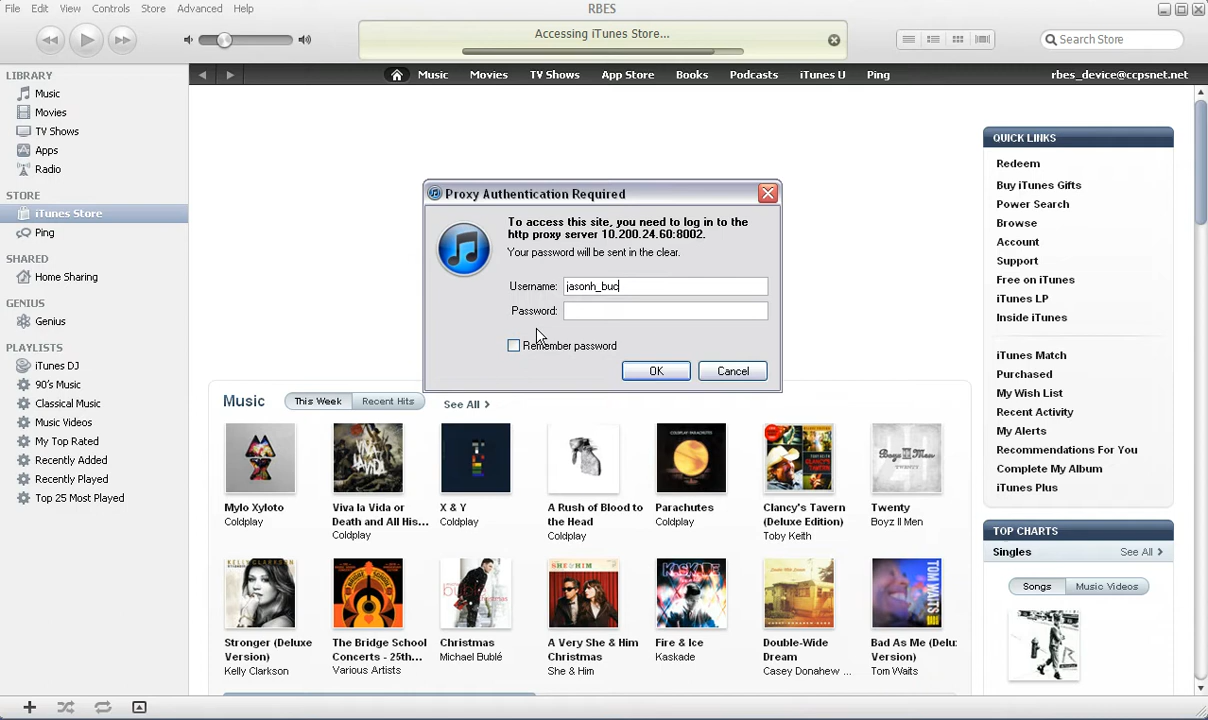 File Edit View Controls Store Advanced Help
RBES
Accessing iTunes Store...
Search Store
Music Movies TV Shows App Store Books Podcasts iTunes U Ping
rbes_device@ccpsnet.net
LIBRARY
Music
Movies
TV Shows
Apps
Radio
STORE
iTunes Store
Ping
SHARED
Home Sharing
GENIUS
Genius
PLAYLISTS
iTunes DJ
90's Music
Classical Music
Music Videos
My Top Rated
Recently Added
Recently Played
Top 25 Most Played
Proxy Authentication Required
To access this site, you need to log in to the
http proxy server 10.200.24.60:8002.
Your password will be sent in the clear.
Username: jasonh_buc
Password:
Remember password
OK Cancel
Music This Week Recent Hits See All
Mylo Xyloto
Coldplay
Viva la Vida or
Death and All His...
Coldplay
X & Y
Coldplay
A Rush of Blood to
the Head
Coldplay
Parachutes
Coldplay
Clancy's Tavern
(Deluxe Edition)
Toby Keith
Twenty
Boyz II Men
Stronger (Deluxe
Version)
Kelly Clarkson
The Bridge School
Concerts - 25th...
Various Artists
Christmas
Michael Bublé
A Very She & Him
Christmas
She & Him
Fire & Ice
Kaskade
Double-Wide
Dream
Casey Donahew ...
Bad As Me (Delu
Version)
Tom Waits
QUICK LINKS
Redeem
Buy iTunes Gifts
Power Search
Browse
Account
Support
Free on iTunes
iTunes LP
Inside iTunes
iTunes Match
Purchased
My Wish List
Recent Activity
My Alerts
Recommendations For You
Complete My Album
iTunes Plus
TOP CHARTS
Singles See All
Songs Music Videos